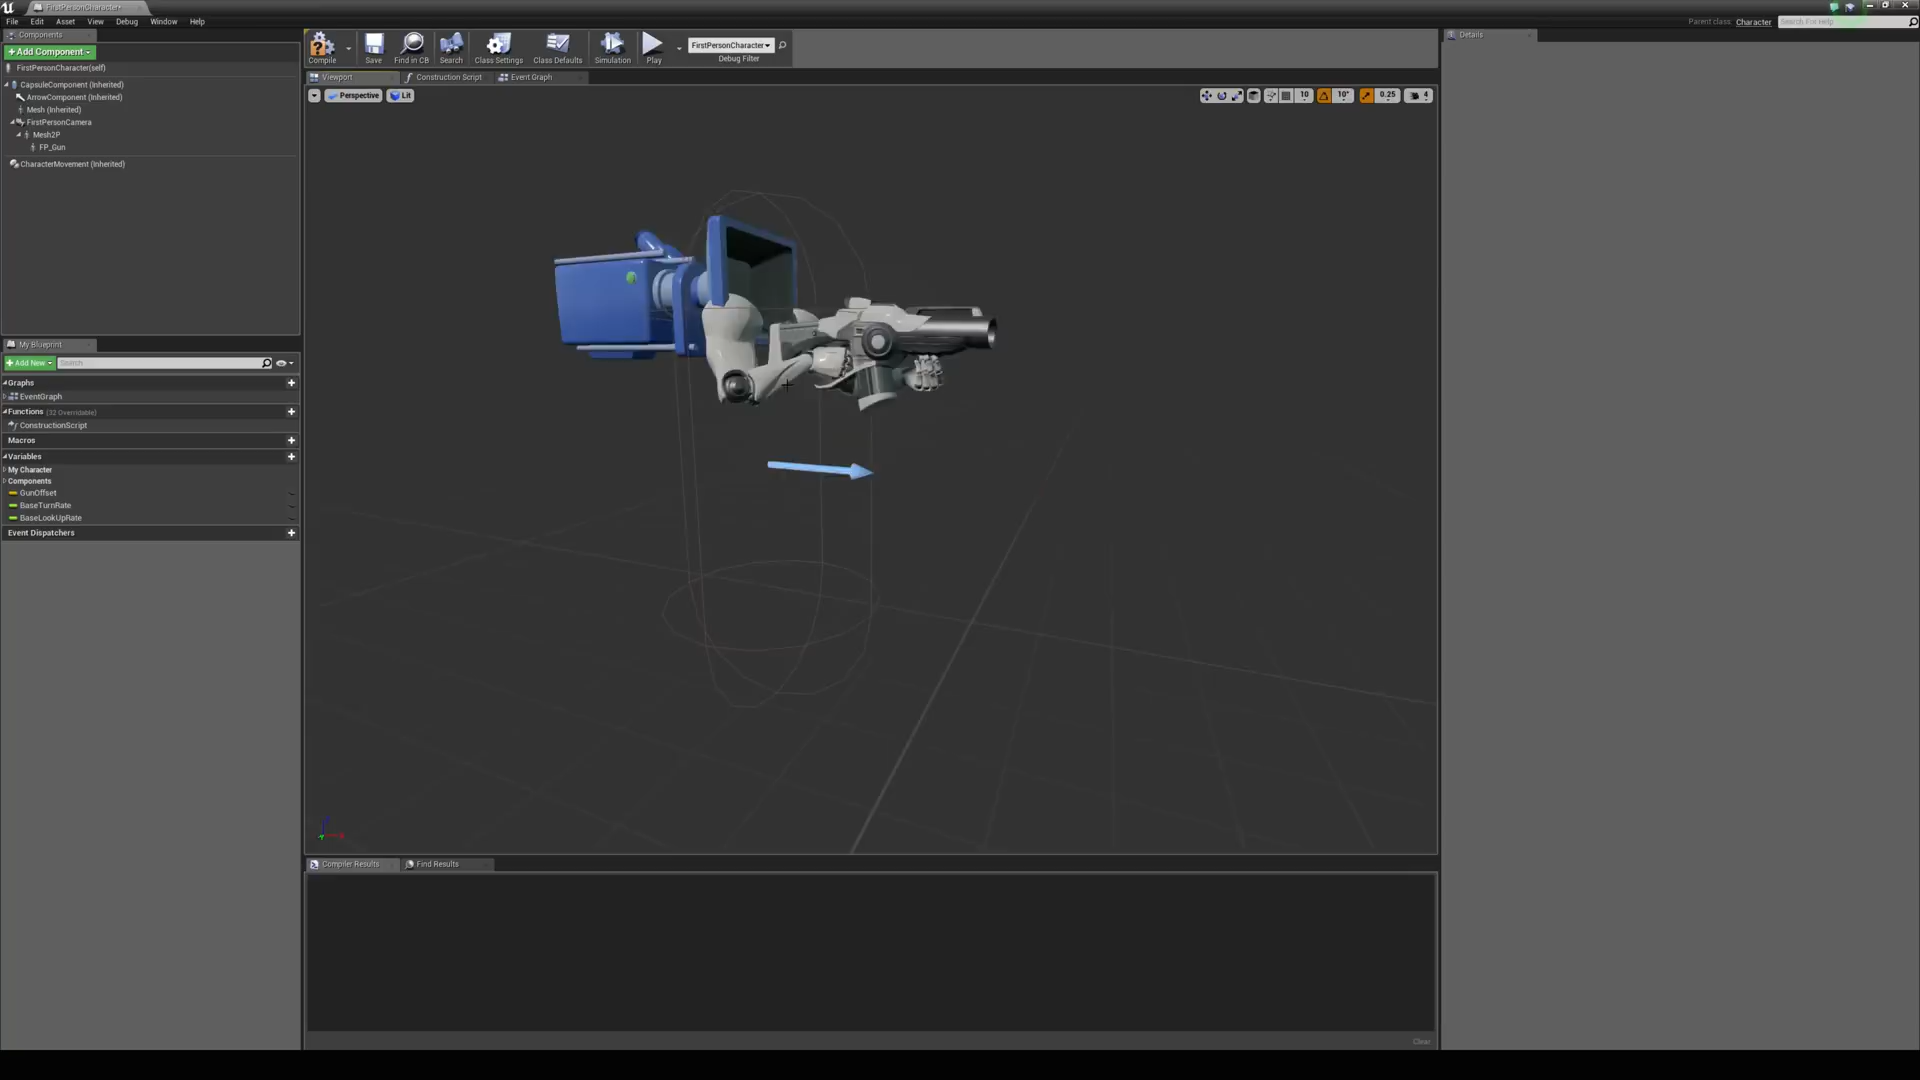 FirstPersonCharacter*
File Edit Asset View Debug Window Help
Parent class: Character Search For Help
Components
+Add Component
FirstPersonCharacter(self)
CapsuleComponent (Inherited)
ArrowComponent (Inherited)
Mesh (Inherited)
FirstPersonCamera
Mesh2P
FP_Gun
CharacterMovement (Inherited)
My Blueprint
+Add New Search
Graphs
EventGraph
Functions (32 Overridable)
ConstructionScript
Macros
Variables
My Character
Components
GunOffset
BaseTurnRate
BaseLookUpRate
Event Dispatchers
Compile Save Find in CB Search Class Settings Class Defaults Simulation Play
FirstPersonCharacter
Debug Filter
Viewport Construction Script Event Graph
Perspective Lit
10 10° 0.25 4
Compiler Results Find Results
Clear
Details